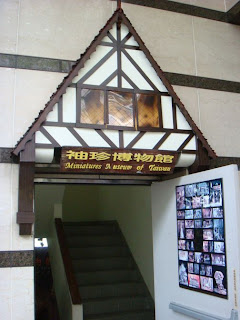 袖珍博物館
Miniatures Museum of Taiwan